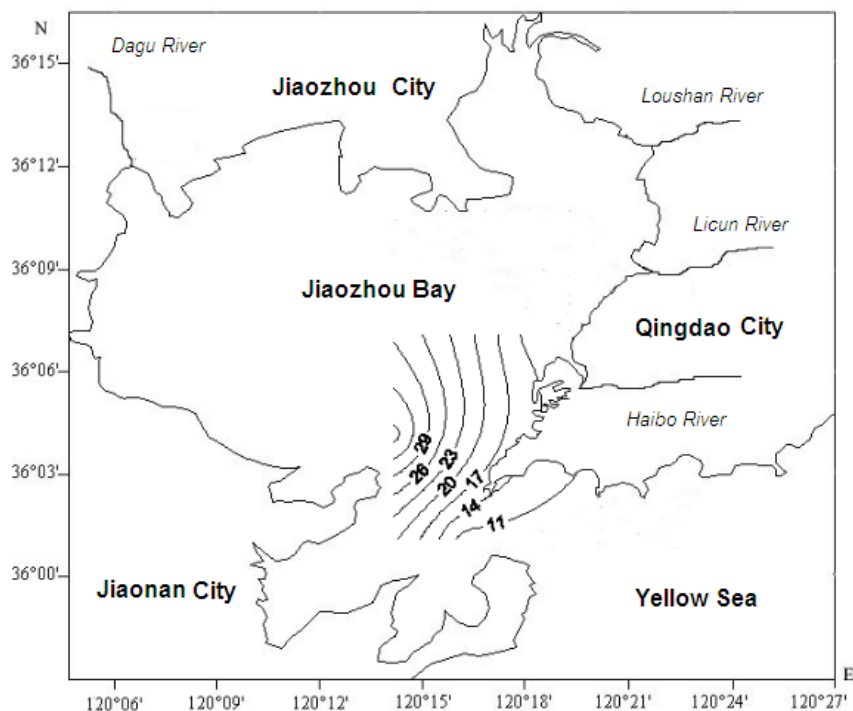 N
Dagu River
36°15'
Jiaozhou City
Loushan River
36°12'
Licun River
36°09'
Jiaozhou Bay
Qingdao City
36°06'
Haibo River
29
23
26
20
17
36°03'
14
11
36°00'
Jiaonan City
Yellow Sea
E
120°06'
120°09'
120°12'
120°15'
120°18'
120°21'
120°24'
120°27'